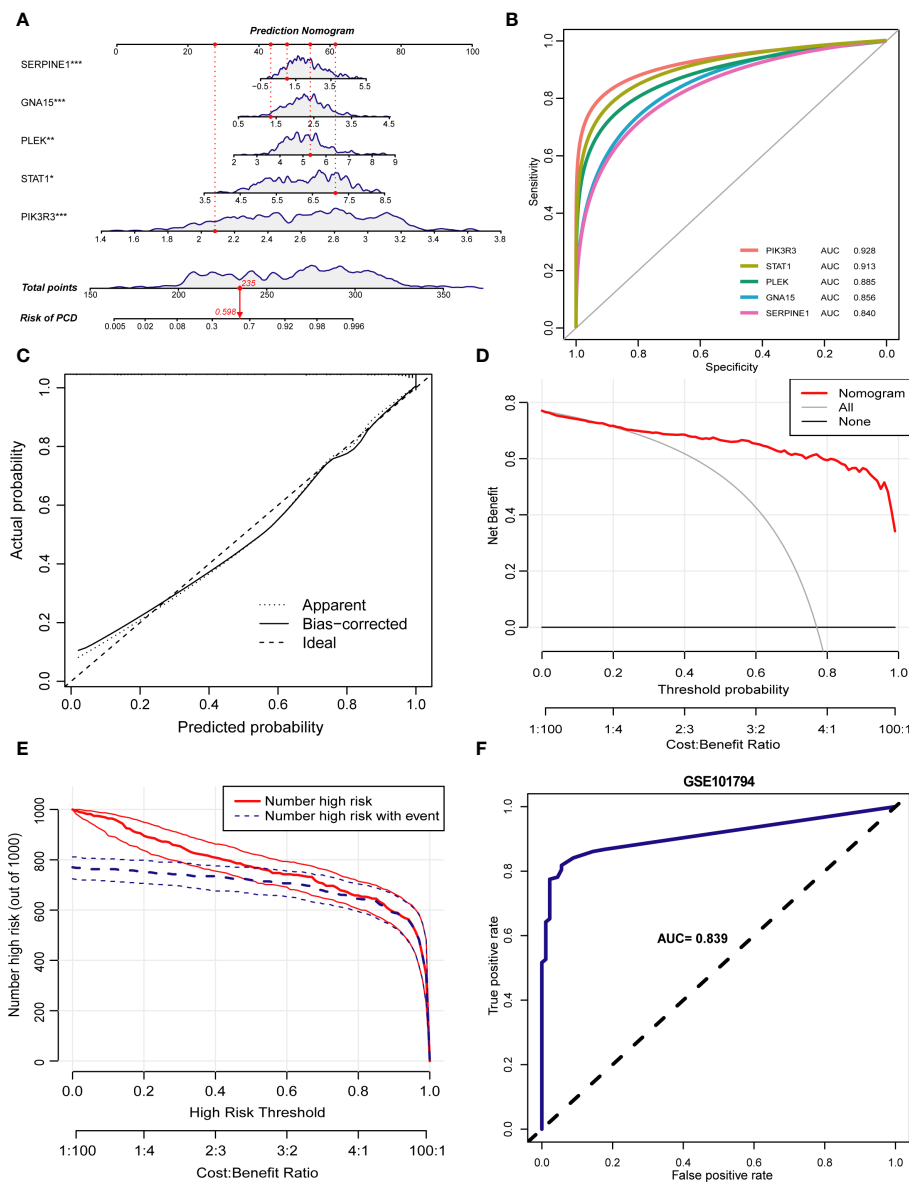 A
Prediction Nomogram
0 20 40 60 80 100
SERPINE1***
−0.5 1.5 3.5 4.5 5.5
GNA15***
0.5 1.5 2.5 3.5 4.5
PLEK**
2 3 4 5 6 7 8 9
STAT1*
3.5 4.5 5.5 6.5 7.5 8.5
PIK3R3***
1.4 1.6 1.8 2 2.2 2.4 2.6 2.8 3 3.2 3.4 3.6 3.8
Total points
235
150 200 250 300 350
0.598
Risk of PCD
0.005 0.02 0.08 0.3 0.7 0.92 0.98 0.996
B
Sensitivity
0.0 0.2 0.4 0.6 0.8 1.0
PIK3R3 AUC 0.928
STAT1 AUC 0.913
PLEK AUC 0.885
GNA15 AUC 0.856
SERPINE1 AUC 0.840
1.0 0.8 0.6 0.4 0.2 0.0
Specificity
C
Actual probability
0.0 0.2 0.4 0.6 0.8 1.0
Apparent
Bias−corrected
Ideal
0.0 0.2 0.4 0.6 0.8 1.0
Predicted probability
D
Net Benefit
0.0 0.2 0.4 0.6 0.8
Nomogram
All
None
0.0 0.2 0.4 0.6 0.8 1.0
Threshold probability
1:100 1:4 2:3 3:2 4:1 100:1
Cost:Benefit Ratio
E
Number high risk (out of 1000)
0 200 400 600 800 1000
Number high risk
Number high risk with event
0.0 0.2 0.4 0.6 0.8 1.0
High Risk Threshold
1:100 1:4 2:3 3:2 4:1 100:1
Cost:Benefit Ratio
F
GSE101794
True positive rate
0.0 0.2 0.4 0.6 0.8 1.0
AUC= 0.839
0.0 0.2 0.4 0.6 0.8 1.0
False positive rate